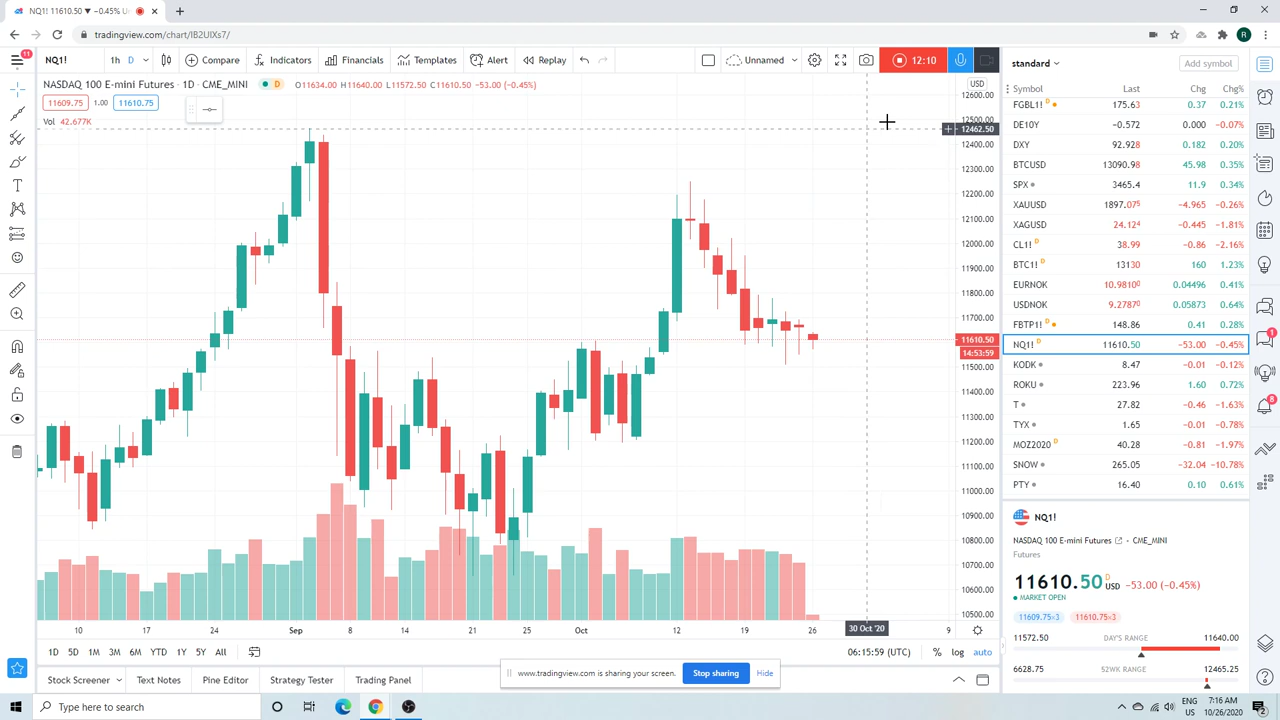 NQ1! 11610.50 ▼ −0.45% U
tradingview.com/chart/IB2UIXs7/
R
11
NQ1!
1h D
Compare
Indicators
Financials
Templates
Alert
Replay
Unnamed
12:10
NASDAQ 100 E-mini Futures · 1D · CME_MINI
D
O11634.00 H11640.00 L11572.50 C11610.50 −53.00 (−0.45%)
11609.75 1.00 11610.75
Vol 42.677K
USD
12600.00
12500.00
12462.50
12400.00
12300.00
12200.00
12100.00
12000.00
11900.00
11800.00
11700.00
11610.50
14:53:59
11500.00
11400.00
11300.00
11200.00
11100.00
11000.00
10900.00
10800.00
10700.00
10600.00
10500.00
10 17 24 Sep 8 14 21 25 Oct 12 19 26 30 Oct '20 9
1D 5D 1M 3M 6M YTD 1Y 5Y All
06:15:59 (UTC) % log auto
Stock Screener Text Notes Pine Editor Strategy Tester Trading Panel
www.tradingview.com is sharing your screen. Stop sharing Hide
standard
Add symbol
Symbol Last Chg Chg%
FGBL1! D 175.63 0.37 0.21%
DE10Y −0.572 0.000 −0.07%
DXY 92.928 0.182 0.20%
BTCUSD 13090.98 45.98 0.35%
SPX 3465.4 11.9 0.34%
XAUUSD 1897.075 −4.965 −0.26%
XAGUSD 24.124 −0.445 −1.81%
CL1! D 38.99 −0.86 −2.16%
BTC1! D 13130 160 1.23%
EURNOK 10.9810 0.04496 0.41%
USDNOK 9.2787 0.05873 0.64%
FBTP1! D 148.86 0.41 0.28%
NQ1! D 11610.50 −53.00 −0.45%
KODK 8.47 −0.01 −0.12%
ROKU 223.96 1.60 0.72%
T 27.82 −0.46 −1.63%
TYX 1.65 −0.01 −0.78%
MOZ2020 D 40.28 −0.81 −1.97%
SNOW 265.05 −32.04 −10.78%
PTY 16.40 0.10 0.61%
NQ1!
NASDAQ 100 E-mini Futures • CME_MINI
Futures
11610.50 D USD −53.00 (−0.45%)
MARKET OPEN
11609.75×3 11610.75×3
11572.50 DAY'S RANGE 11640.00
6628.75 52WK RANGE 12465.25
1
8
Type here to search
ENG
US
7:16 AM
10/26/2020
2